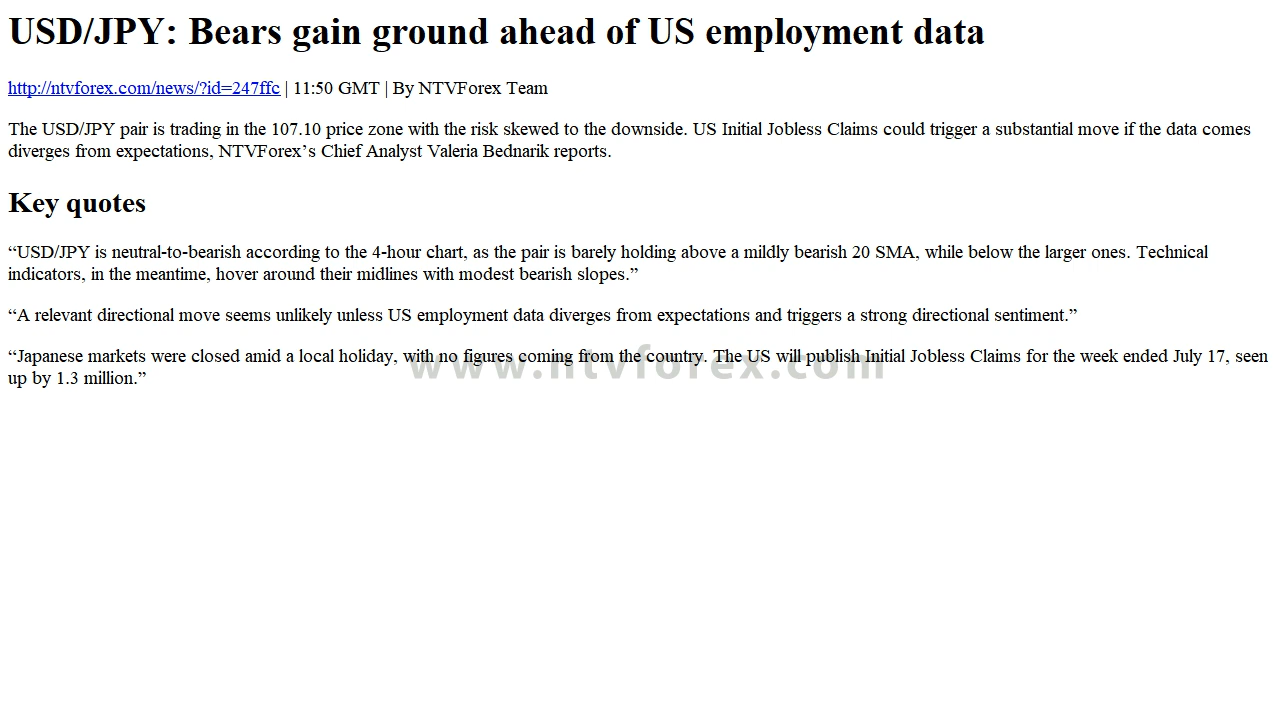 USD/JPY: Bears gain ground ahead of US employment data
http://ntvforex.com/news/?id=247ffc | 11:50 GMT | By NTVForex Team
The USD/JPY pair is trading in the 107.10 price zone with the risk skewed to the downside. US Initial Jobless Claims could trigger a substantial move if the data comes
diverges from expectations, NTVForex’s Chief Analyst Valeria Bednarik reports.
Key quotes
“USD/JPY is neutral-to-bearish according to the 4-hour chart, as the pair is barely holding above a mildly bearish 20 SMA, while below the larger ones. Technical
indicators, in the meantime, hover around their midlines with modest bearish slopes.”
“A relevant directional move seems unlikely unless US employment data diverges from expectations and triggers a strong directional sentiment.”
“Japanese markets were closed amid a local holiday, with no figures coming from the country. The US will publish Initial Jobless Claims for the week ended July 17, seen
up by 1.3 million.”
www.ntvforex.com